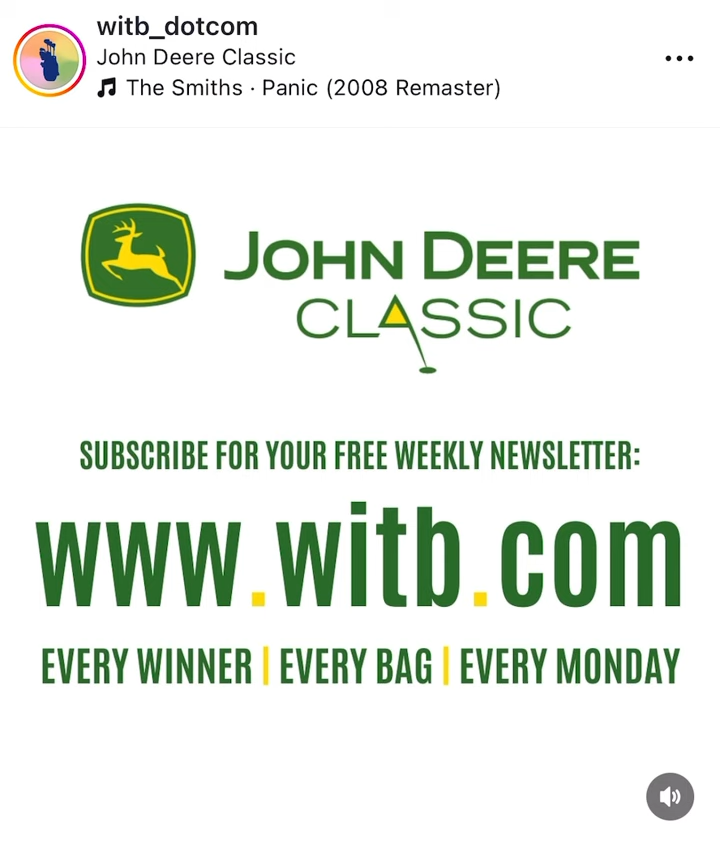 witb_dotcom
John Deere Classic
The Smiths · Panic (2008 Remaster)
JOHN DEERE
CLASSIC
SUBSCRIBE FOR YOUR FREE WEEKLY NEWSLETTER:
www.witb.com
EVERY WINNER | EVERY BAG | EVERY MONDAY